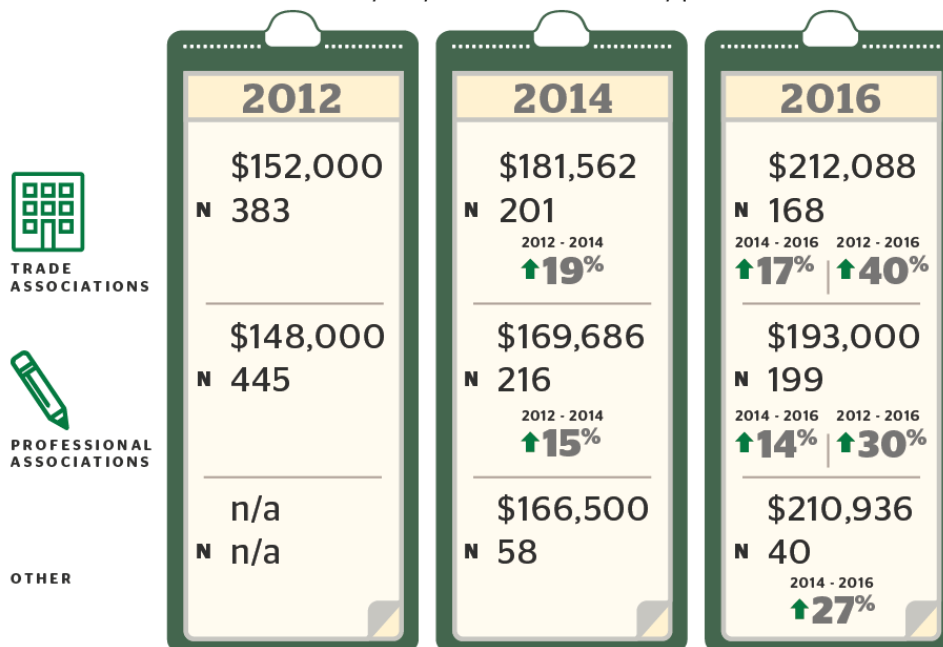 2012
$152,000
N 383
$148,000
N 445
n/a
N n/a
2014
$181,562
N 201
2012 - 2014
19%
$169,686
N 216
2012 - 2014
15%
$166,500
N 58
2016
$212,088
N 168
2014 - 2016 2012 - 2016
17% 40%
$193,000
N 199
2014 - 2016 2012 - 2016
14% 30%
$210,936
N 40
2014 - 2016
27%
TRADE
ASSOCIATIONS
PROFESSIONAL
ASSOCIATIONS
OTHER